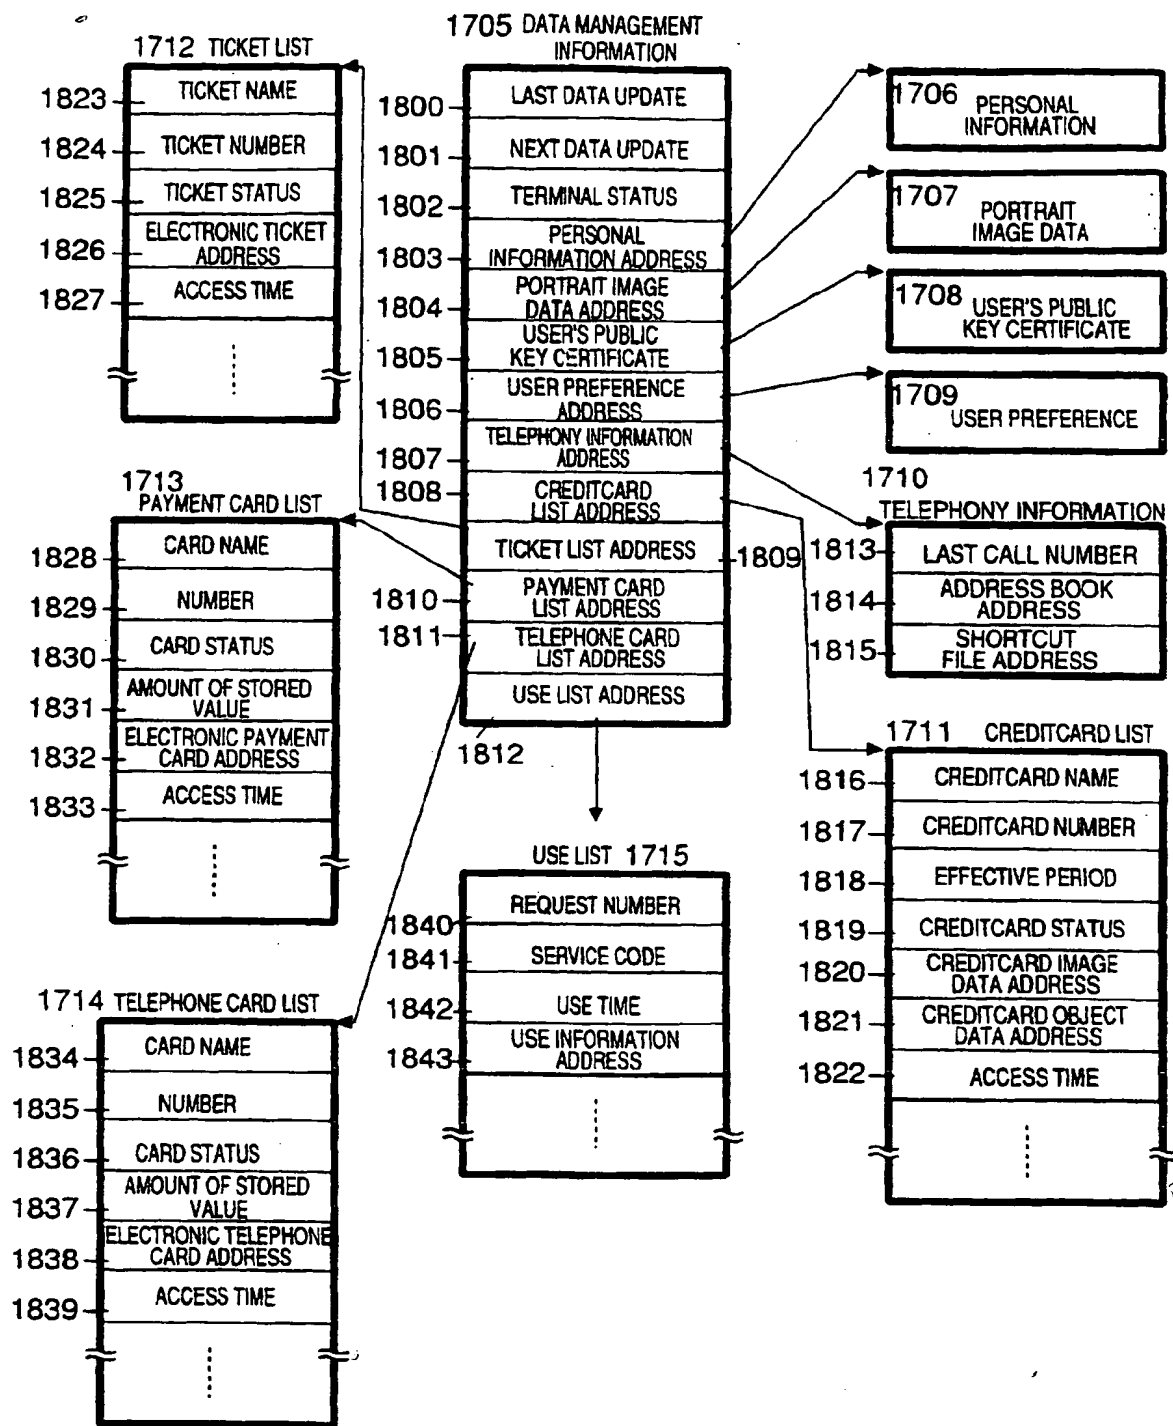 1712 TICKET LIST
1823 TICKET NAME
1824 TICKET NUMBER
1825 TICKET STATUS
1826 ELECTRONIC TICKET
ADDRESS
1827 ACCESS TIME
1713
PAYMENT CARD LIST
1828 CARD NAME
1829 NUMBER
1830 CARD STATUS
1831 AMOUNT OF STORED
VALUE
1832 ELECTRONIC PAYMENT
CARD ADDRESS
1833 ACCESS TIME
1714 TELEPHONE CARD LIST
1834 CARD NAME
1835 NUMBER
1836 CARD STATUS
1837 AMOUNT OF STORED
VALUE
1838 ELECTRONIC TELEPHONE
CARD ADDRESS
1839 ACCESS TIME
1705 DATA MANAGEMENT
INFORMATION
1800 LAST DATA UPDATE
1801 NEXT DATA UPDATE
1802 TERMINAL STATUS
1803 PERSONAL
INFORMATION ADDRESS
1804 PORTRAIT IMAGE
DATA ADDRESS
1805 USER'S PUBLIC
KEY CERTIFICATE
1806 USER PREFERENCE
ADDRESS
1807 TELEPHONY INFORMATION
ADDRESS
1808 CREDITCARD
LIST ADDRESS
TICKET LIST ADDRESS 1809
1810 PAYMENT CARD
LIST ADDRESS
1811 TELEPHONE CARD
LIST ADDRESS
USE LIST ADDRESS
1812
USE LIST 1715
1840 REQUEST NUMBER
1841 SERVICE CODE
1842 USE TIME
1843 USE INFORMATION
ADDRESS
1706 PERSONAL
INFORMATION
1707 PORTRAIT
IMAGE DATA
1708 USER'S PUBLIC
KEY CERTIFICATE
1709 USER PREFERENCE
1710
TELEPHONY INFORMATION
1813 LAST CALL NUMBER
1814 ADDRESS BOOK
ADDRESS
1815 SHORTCUT
FILE ADDRESS
1711 CREDITCARD LIST
1816 CREDITCARD NAME
1817 CREDITCARD NUMBER
1818 EFFECTIVE PERIOD
1819 CREDITCARD STATUS
1820 CREDITCARD IMAGE
DATA ADDRESS
1821 CREDITCARD OBJECT
DATA ADDRESS
1822 ACCESS TIME